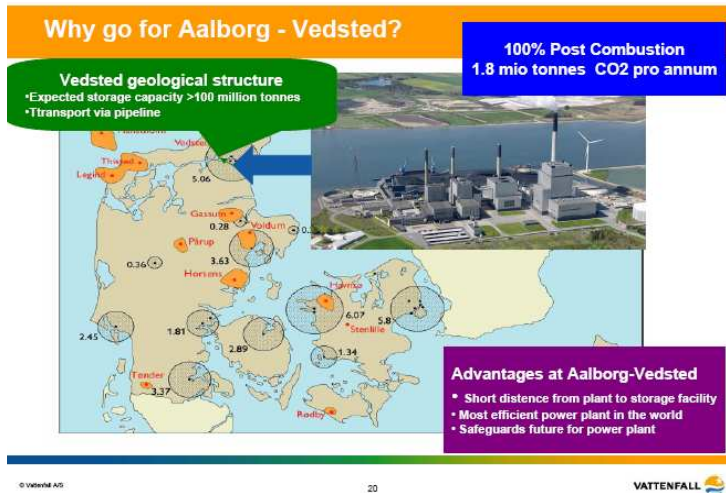 Why go for Aalborg - Vedsted?
100% Post Combustion
1.8 mio tonnes CO2 pro annum
Vedsted geological structure
•Expected storage capacity >100 million tonnes
•Transport via pipeline
Thisted
Legind
5.06
Gassum
0.28
Voldum
Pårup
3.63
0.36
Horsens
Havnsø
6.07
5.8
Stenlille
2.45
1.81
2.89
1.34
Tønder
3.37
Rødby
Advantages at Aalborg-Vedsted
• Short distance from plant to storage facility
• Most efficient power plant in the world
• Safeguards future for power plant
© Vattenfall A/S
20
VATTENFALL